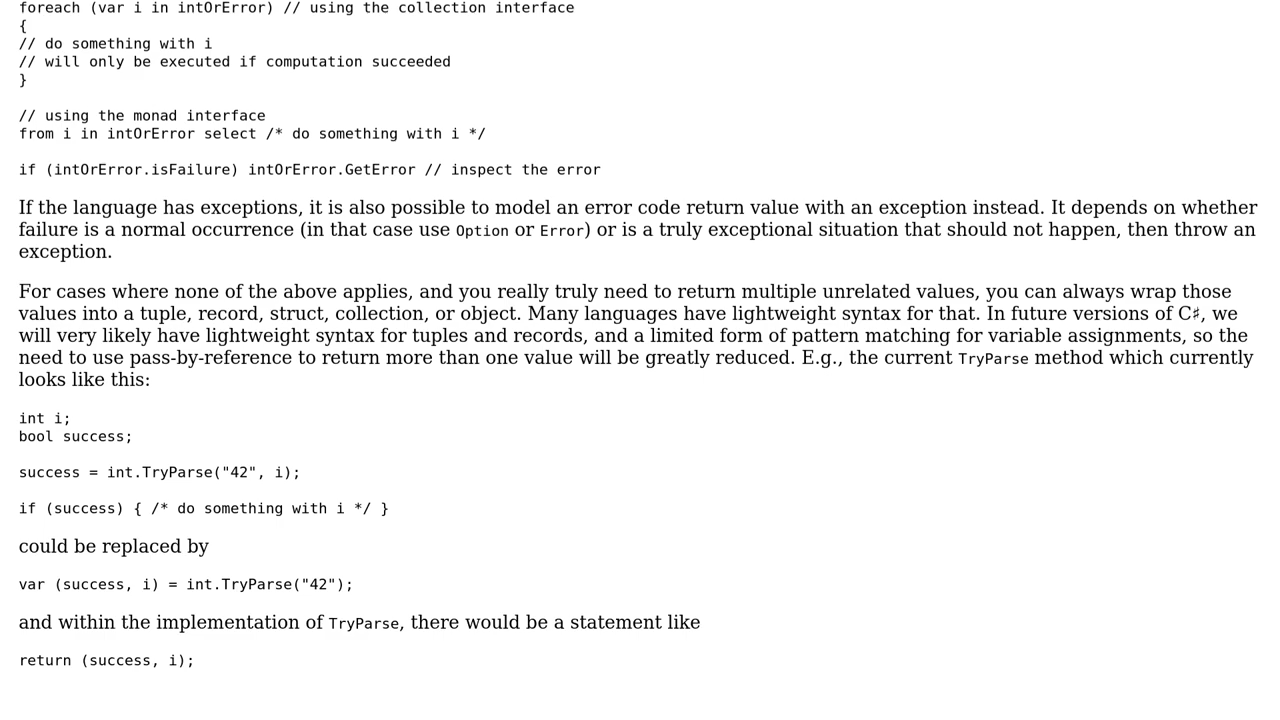 foreach (var i in intOrError) // using the collection interface
{
// do something with i
// will only be executed if computation succeeded
}
// using the monad interface
from i in intOrError select /* do something with i */
if (intOrError.isFailure) intOrError.GetError // inspect the error
If the language has exceptions, it is also possible to model an error code return value with an exception instead. It depends on whether
failure is a normal occurrence (in that case use Option or Error) or is a truly exceptional situation that should not happen, then throw an
exception.
For cases where none of the above applies, and you really truly need to return multiple unrelated values, you can always wrap those
values into a tuple, record, struct, collection, or object. Many languages have lightweight syntax for that. In future versions of C♯, we
will very likely have lightweight syntax for tuples and records, and a limited form of pattern matching for variable assignments, so the
need to use pass-by-reference to return more than one value will be greatly reduced. E.g., the current TryParse method which currently
looks like this:
int i;
bool success;
success = int.TryParse("42", i);
if (success) { /* do something with i */ }
could be replaced by
var (success, i) = int.TryParse("42");
and within the implementation of TryParse, there would be a statement like
return (success, i);